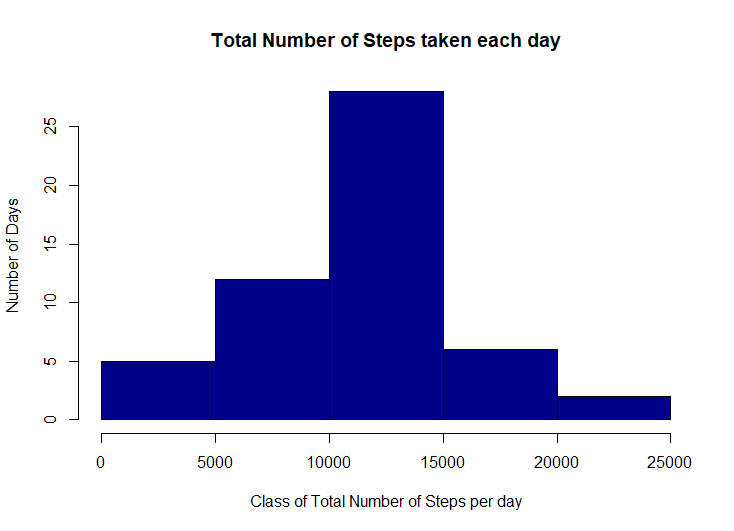 Total Number of Steps taken each day
Number of Days
25
20
15
10
5
0
0 5000 10000 15000 20000 25000
Class of Total Number of Steps per day